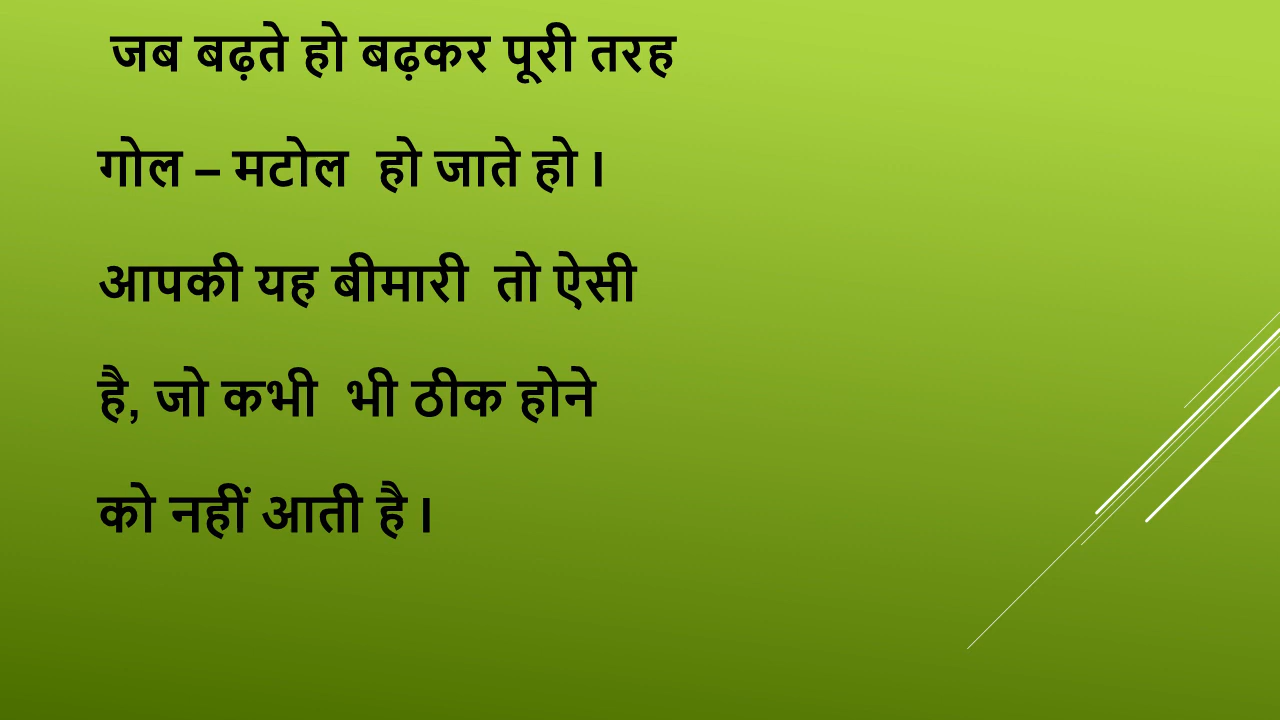 जब बढ़ते हो बढ़कर पूरी तरह
गोल – मटोल हो जाते हो ।
आपकी यह बीमारी तो ऐसी
है, जो कभी भी ठीक होने
को नहीं आती है ।